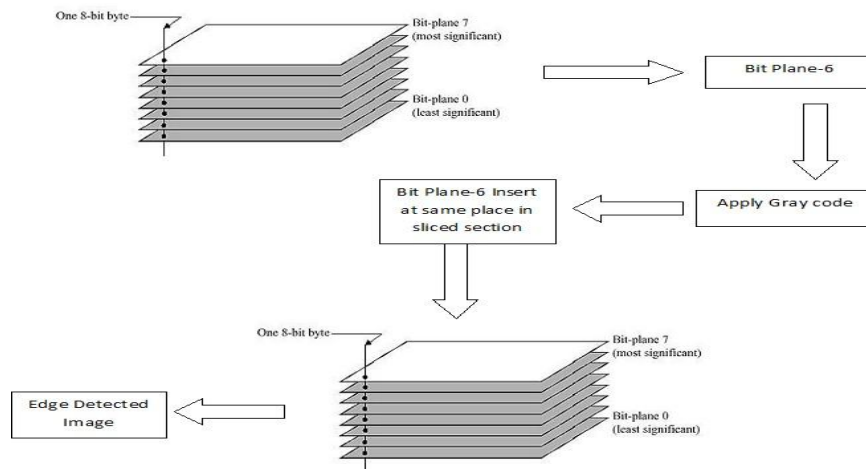 One 8-bit byte
Bit-plane 7
(most significant)
Bit-plane 0
(least significant)
Bit Plane-6
Apply Gray code
Bit Plane-6 Insert
at same place in
sliced section
One 8-bit byte
Bit-plane 7
(most significant)
Bit-plane 0
(least significant)
Edge Detected
Image